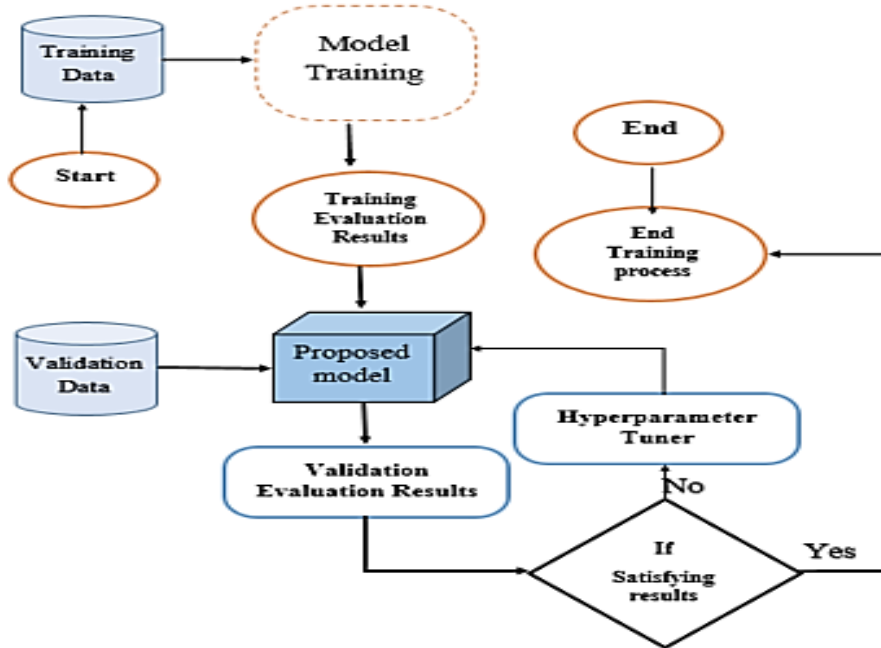 Training
Data
Model
Training
Start
End
Training
Evaluation
Results
End
Training
process
Validation
Data
Proposed
model
Hyperparameter
Tuner
Validation
Evaluation Results
No
If
Satisfying
results
Yes